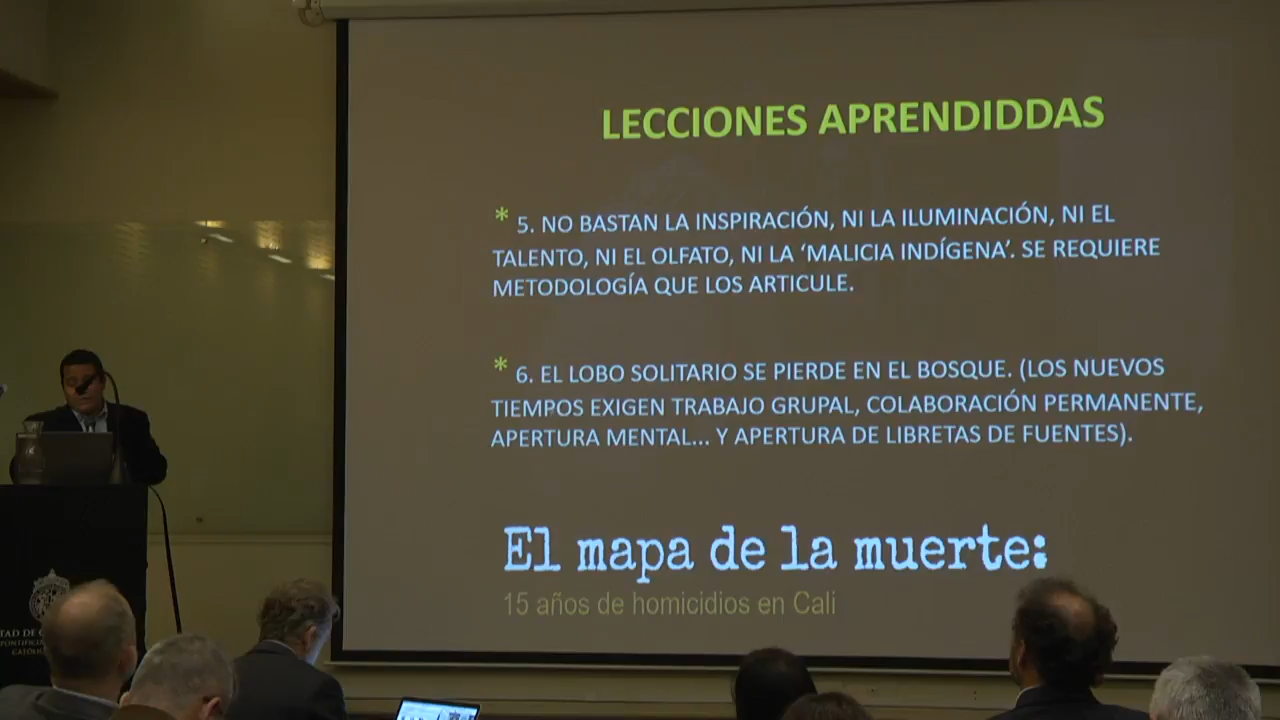 LECCIONES APRENDIDDAS
* 5. NO BASTAN LA INSPIRACIÓN, NI LA ILUMINACIÓN, NI EL
TALENTO, NI EL OLFATO, NI LA ‘MALICIA INDÍGENA’. SE REQUIERE
METODOLOGÍA QUE LOS ARTICULE.
* 6. EL LOBO SOLITARIO SE PIERDE EN EL BOSQUE. (LOS NUEVOS
TIEMPOS EXIGEN TRABAJO GRUPAL, COLABORACIÓN PERMANENTE,
APERTURA MENTAL... Y APERTURA DE LIBRETAS DE FUENTES).
El mapa de la muerte:
15 años de homicidios en Cali